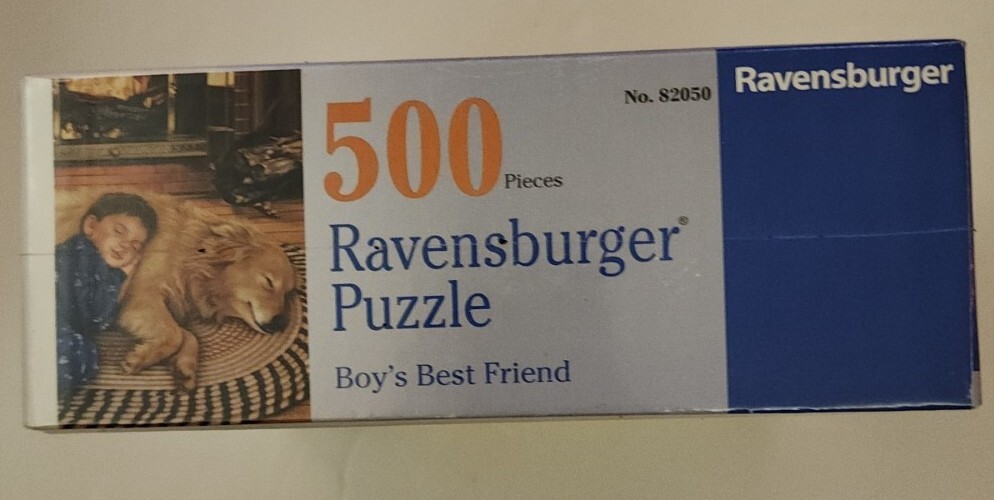 No. 82050
Ravensburger
500 Pieces
Ravensburger®
Puzzle
Boy's Best Friend